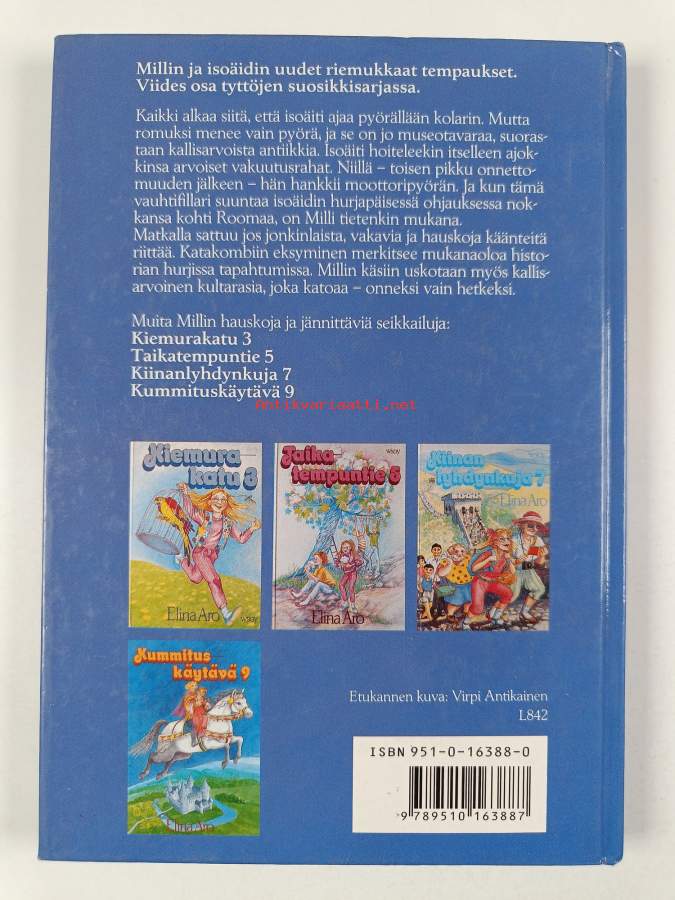 Millin ja isoäidin uudet riemukkaat tempaukset.
Viides osa tyttöjen suosikkisarjassa.
Kaikki alkaa siitä, että isoäiti ajaa pyörällään kolarin. Mutta
romuksi menee vain pyörä, ja se on jo museotavaraa, suoras-
taan kallisarvoista antiikkia. Isoäiti hoiteleekin itselleen ajok-
kinsa arvoiset vakuutusrahat. Niillä – toisen pikku onnetto-
muuden jälkeen – hän hankkii moottoripyörän. Ja kun tämä
vauhtifillari suuntaa isoäidin hurjapäisessä ohjauksessa nok-
kansa kohti Roomaa, on Milli tietenkin mukana.
Matkalla sattuu jos jonkinlaista, vakavia ja hauskoja käänteitä
riittää. Katakombiin eksyminen merkitsee mukanaoloa histo-
rian hurjissa tapahtumissa. Millin käsiin uskotaan myös kallis-
arvoinen kultarasia, joka katoaa – onneksi vain hetkeksi.
Muita Millin hauskoja ja jännittäviä seikkailuja:
Kiemurakatu 3
Taikatempuntie 5
Kiinanlyhdynkuja 7
Kummituskäytävä 9
Antikvariaatti.net
Kiemura-
katu 3
Elina Aro
wsoy
wsoy
Taika-
tempuntie 5
Elina Aro
Kiinan
lyhdynkuja 7
Elina Aro
Kummitus
käytävä 9
Elina Aro
Etukannen kuva: Virpi Antikainen
L842
ISBN 951-0-16388-0
9 789510 163887